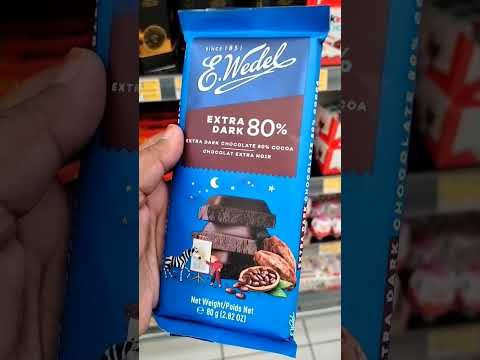 SINCE 1851
E. Wedel
EXTRA
DARK 80%
EXTRA DARK CHOCOLATE 80% COCOA
CHOCOLAT EXTRA NOIR
Net Weight/Poids Net
℮ 80 g (2.82 OZ)